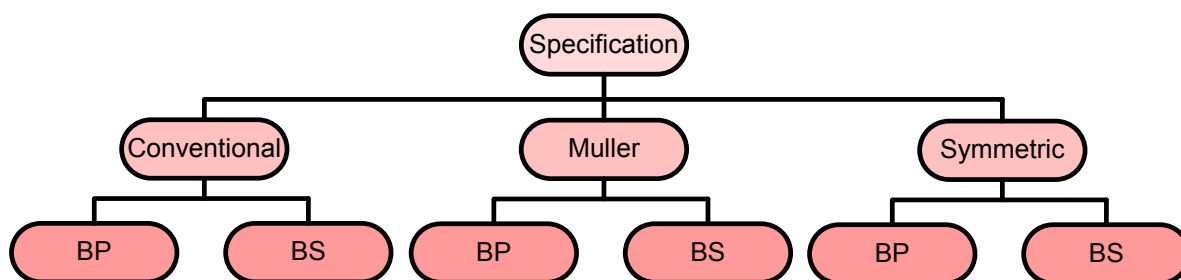 Specification
Conventional
Muller
Symmetric
BP
BS
BP
BS
BP
BS